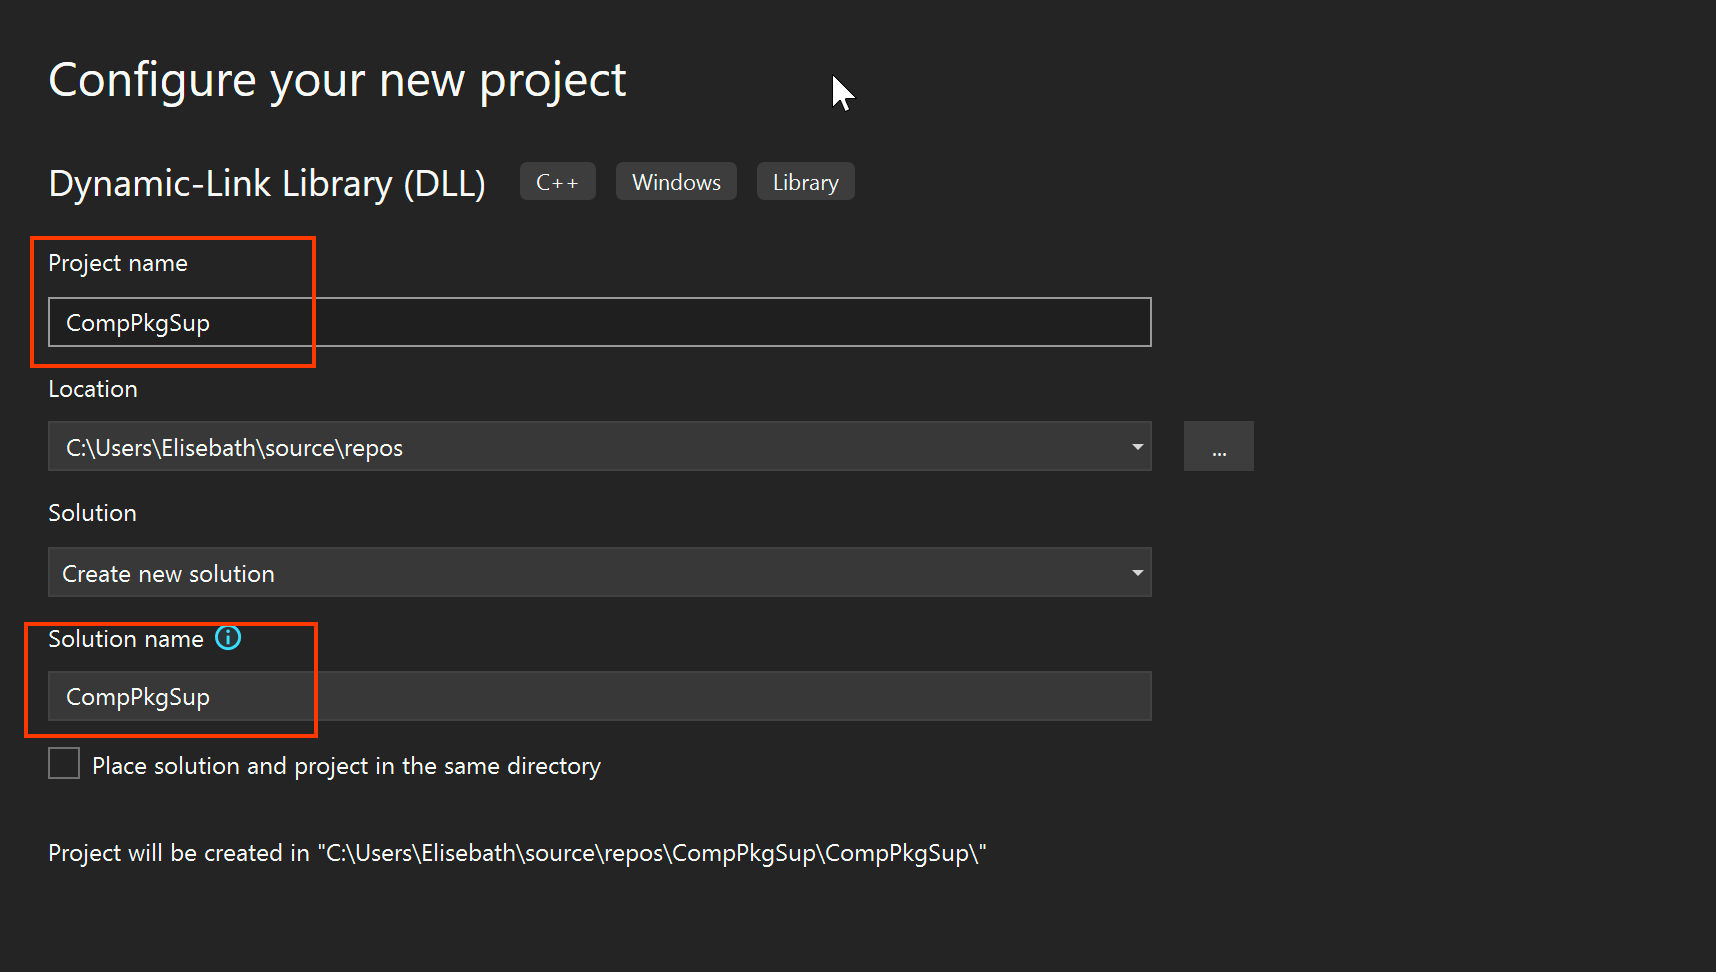 Configure your new project
Dynamic-Link Library (DLL) C++ Windows Library
Project name
CompPkgSup
Location
C:\Users\Elisebath\source\repos
...
Solution
Create new solution
Solution name
CompPkgSup
Place solution and project in the same directory
Project will be created in "C:\Users\Elisebath\source\repos\CompPkgSup\CompPkgSup\"